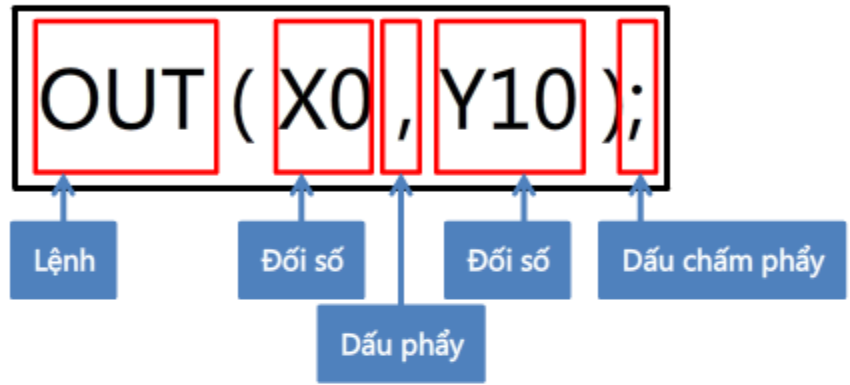 OUT ( X0 , Y10 );
Lệnh
Đối số
Đối số
Dấu chấm phẩy
Dấu phẩy